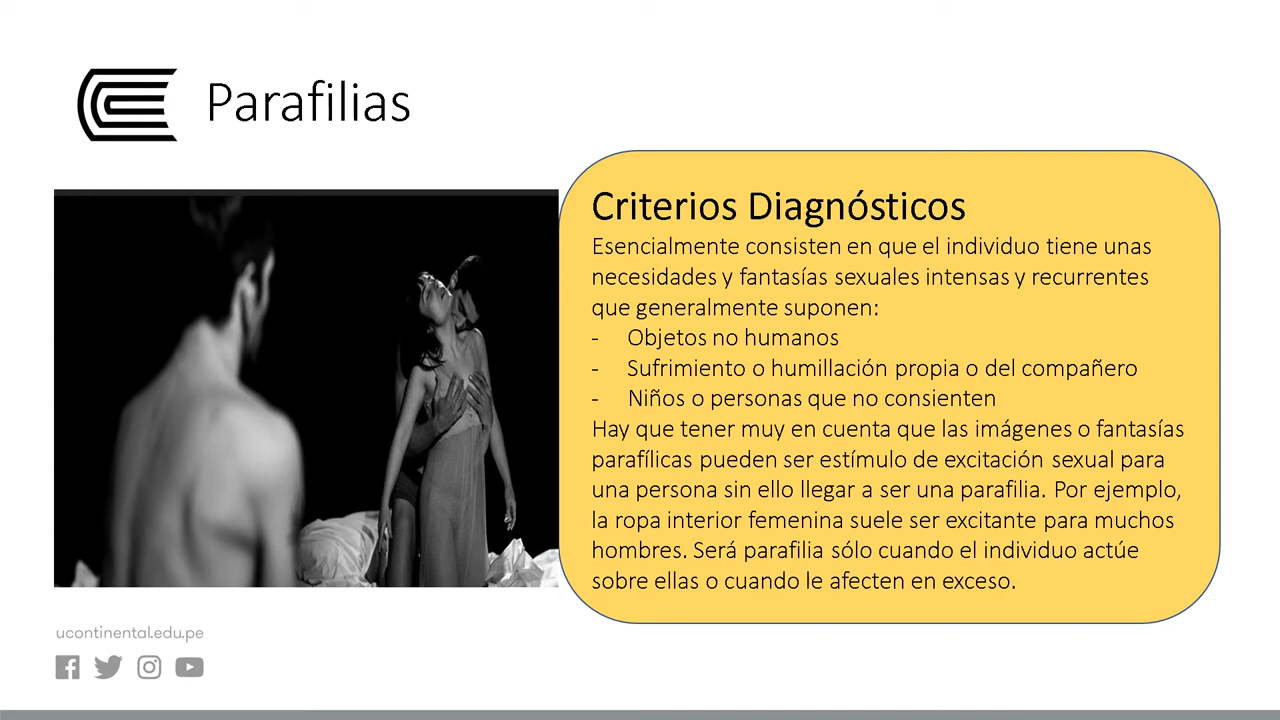 Parafilias
Criterios Diagnósticos
Esencialmente consisten en que el individuo tiene unas
necesidades y fantasías sexuales intensas y recurrentes
que generalmente suponen:
- Objetos no humanos
- Sufrimiento o humillación propia o del compañero
- Niños o personas que no consienten
Hay que tener muy en cuenta que las imágenes o fantasías
parafílicas pueden ser estímulo de excitación sexual para
una persona sin ello llegar a ser una parafilia. Por ejemplo,
la ropa interior femenina suele ser excitante para muchos
hombres. Será parafilia sólo cuando el individuo actúe
sobre ellas o cuando le afecten en exceso.
ucontinental.edu.pe